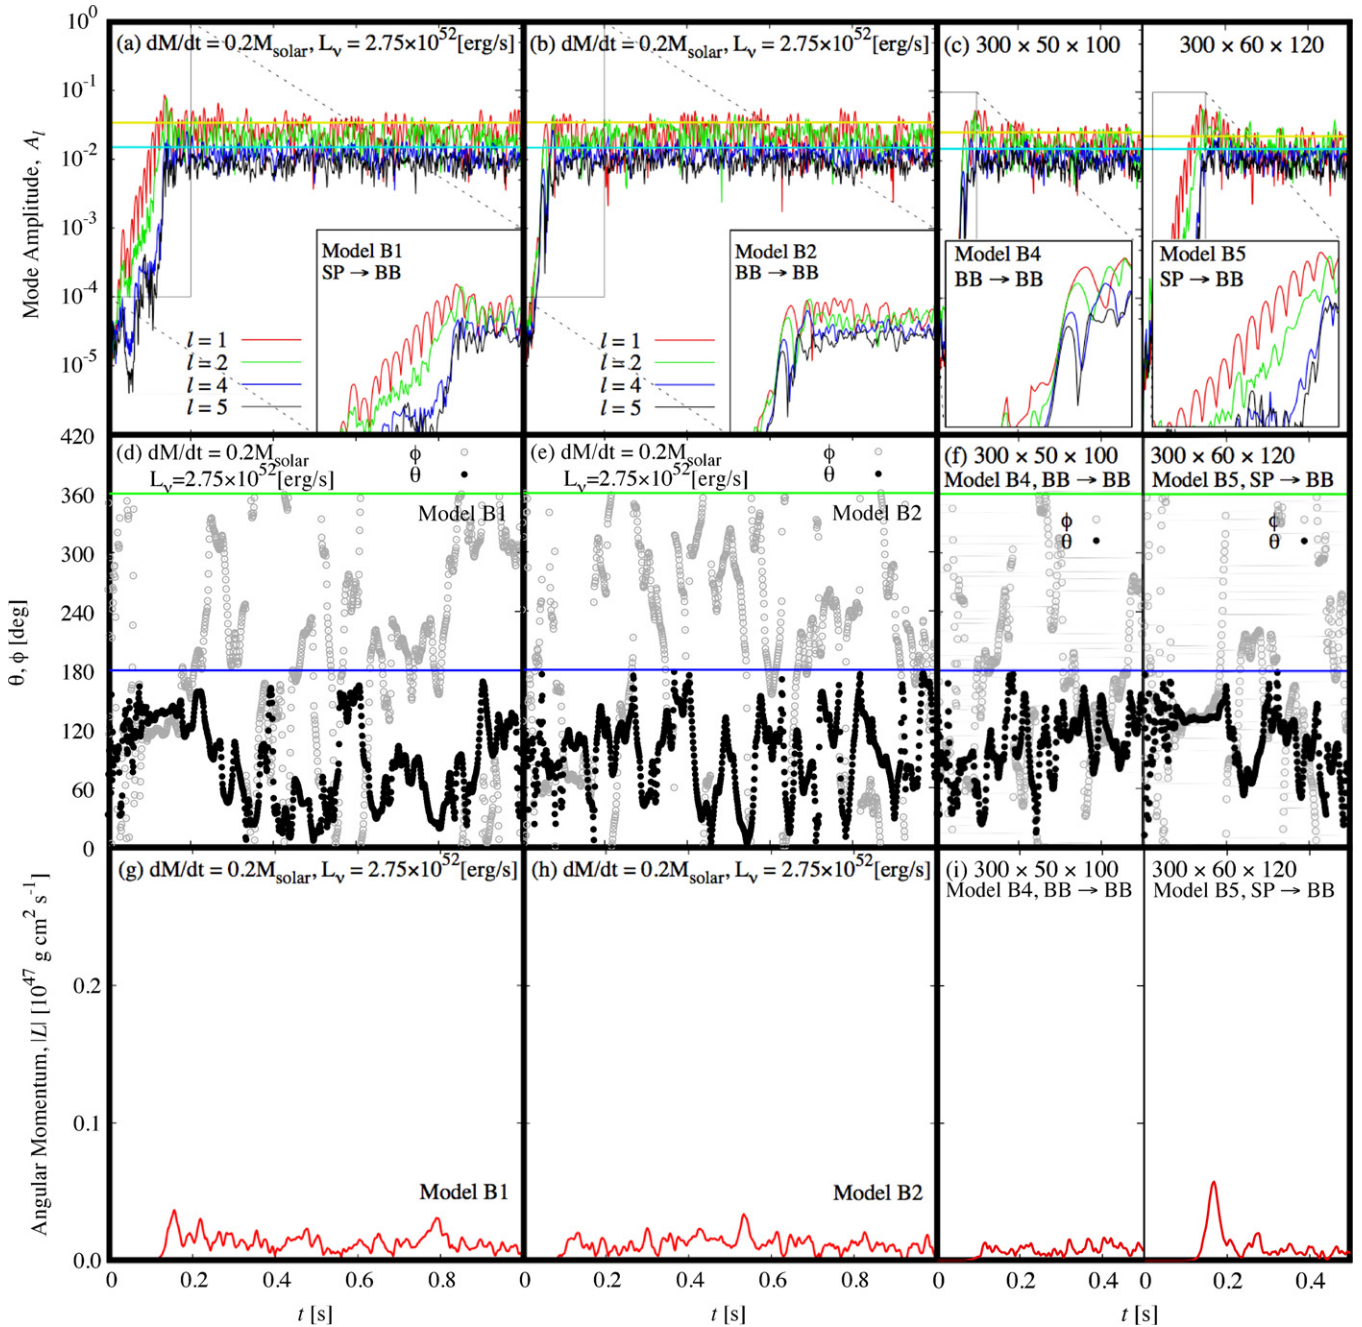 10^0
(a) dM/dt = 0.2M_solar, L_ν = 2.75×10^52[erg/s]
(b) dM/dt = 0.2M_solar, L_ν = 2.75×10^52[erg/s]
(c) 300 × 50 × 100
300 × 60 × 120
10^-1
10^-2
10^-3
10^-4
10^-5
Mode Amplitude, A_l
Model B1
SP → BB
Model B2
BB → BB
Model B4
BB → BB
Model B5
SP → BB
l = 1
l = 2
l = 4
l = 5
l = 1
l = 2
l = 4
l = 5
420
360
300
240
180
120
60
0
θ, ϕ [deg]
(d) dM/dt = 0.2M_solar
L_ν=2.75×10^52[erg/s]
ϕ
θ
Model B1
(e) dM/dt = 0.2M_solar
L_ν=2.75×10^52[erg/s]
ϕ
θ
Model B2
(f) 300 × 50 × 100
Model B4, BB → BB
ϕ
θ
300 × 60 × 120
Model B5, SP → BB
ϕ
θ
(g) dM/dt = 0.2M_solar, L_ν = 2.75×10^52[erg/s]
(h) dM/dt = 0.2M_solar, L_ν = 2.75×10^52[erg/s]
(i) 300 × 50 × 100
Model B4, BB → BB
300 × 60 × 120
Model B5, SP → BB
0.2
0.1
0.0
Angular Momentum, |L| [10^47 g cm^2 s^-1]
Model B1
Model B2
0 0.2 0.4 0.6 0.8
0 0.2 0.4 0.6 0.8
0 0.2 0.4
0 0.2 0.4
t [s]
t [s]
t [s]